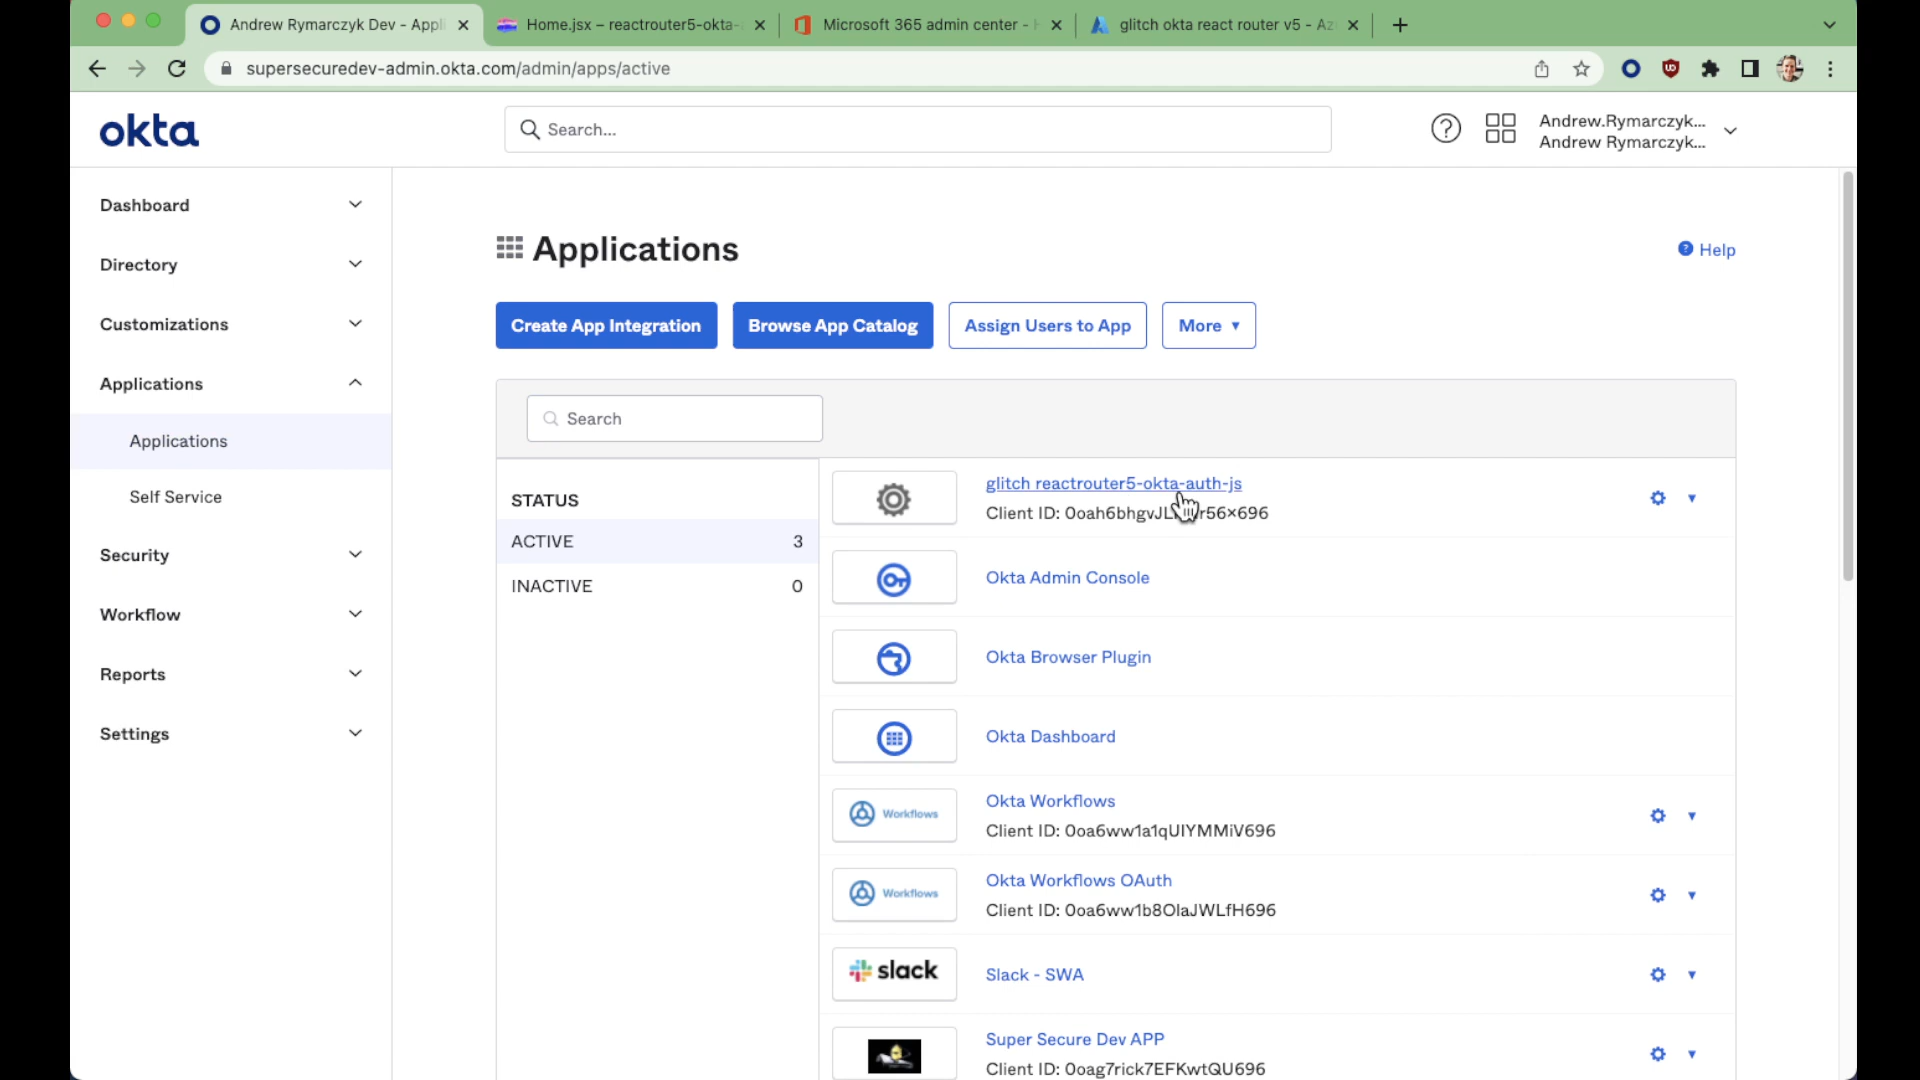 Andrew Rymarczyk Dev - Appli
Home.jsx – reactrouter5-okta-
Microsoft 365 admin center - H
glitch okta react router v5 - Az
supersecuredev-admin.okta.com/admin/apps/active
okta
Search...
Andrew.Rymarczyk...
Andrew Rymarczyk...
Dashboard
Directory
Customizations
Applications
Applications
Self Service
Security
Workflow
Reports
Settings
Applications
Help
Create App Integration
Browse App Catalog
Assign Users to App
More
Search
STATUS
ACTIVE 3
INACTIVE 0
glitch reactrouter5-okta-auth-js
Client ID:
Okta Admin Console
Okta Browser Plugin
Okta Dashboard
Workflows
Okta Workflows
Client ID: 0oa6ww1a1qUIYMMiV696
Workflows
Okta Workflows OAuth
Client ID: 0oa6ww1b8OlaJWLfH696
slack
Slack - SWA
Super Secure Dev APP
Client ID: 0oag7rick7EFKwtQU696